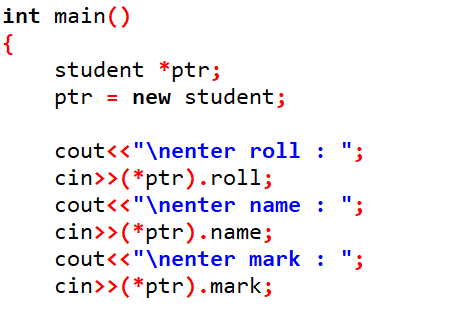 int main()
{
    student *ptr;
    ptr = new student;
    cout<<"\nenter roll : ";
    cin>>(*ptr).roll;
    cout<<"\nenter name : ";
    cin>>(*ptr).name;
    cout<<"\nenter mark : ";
    cin>>(*ptr).mark;